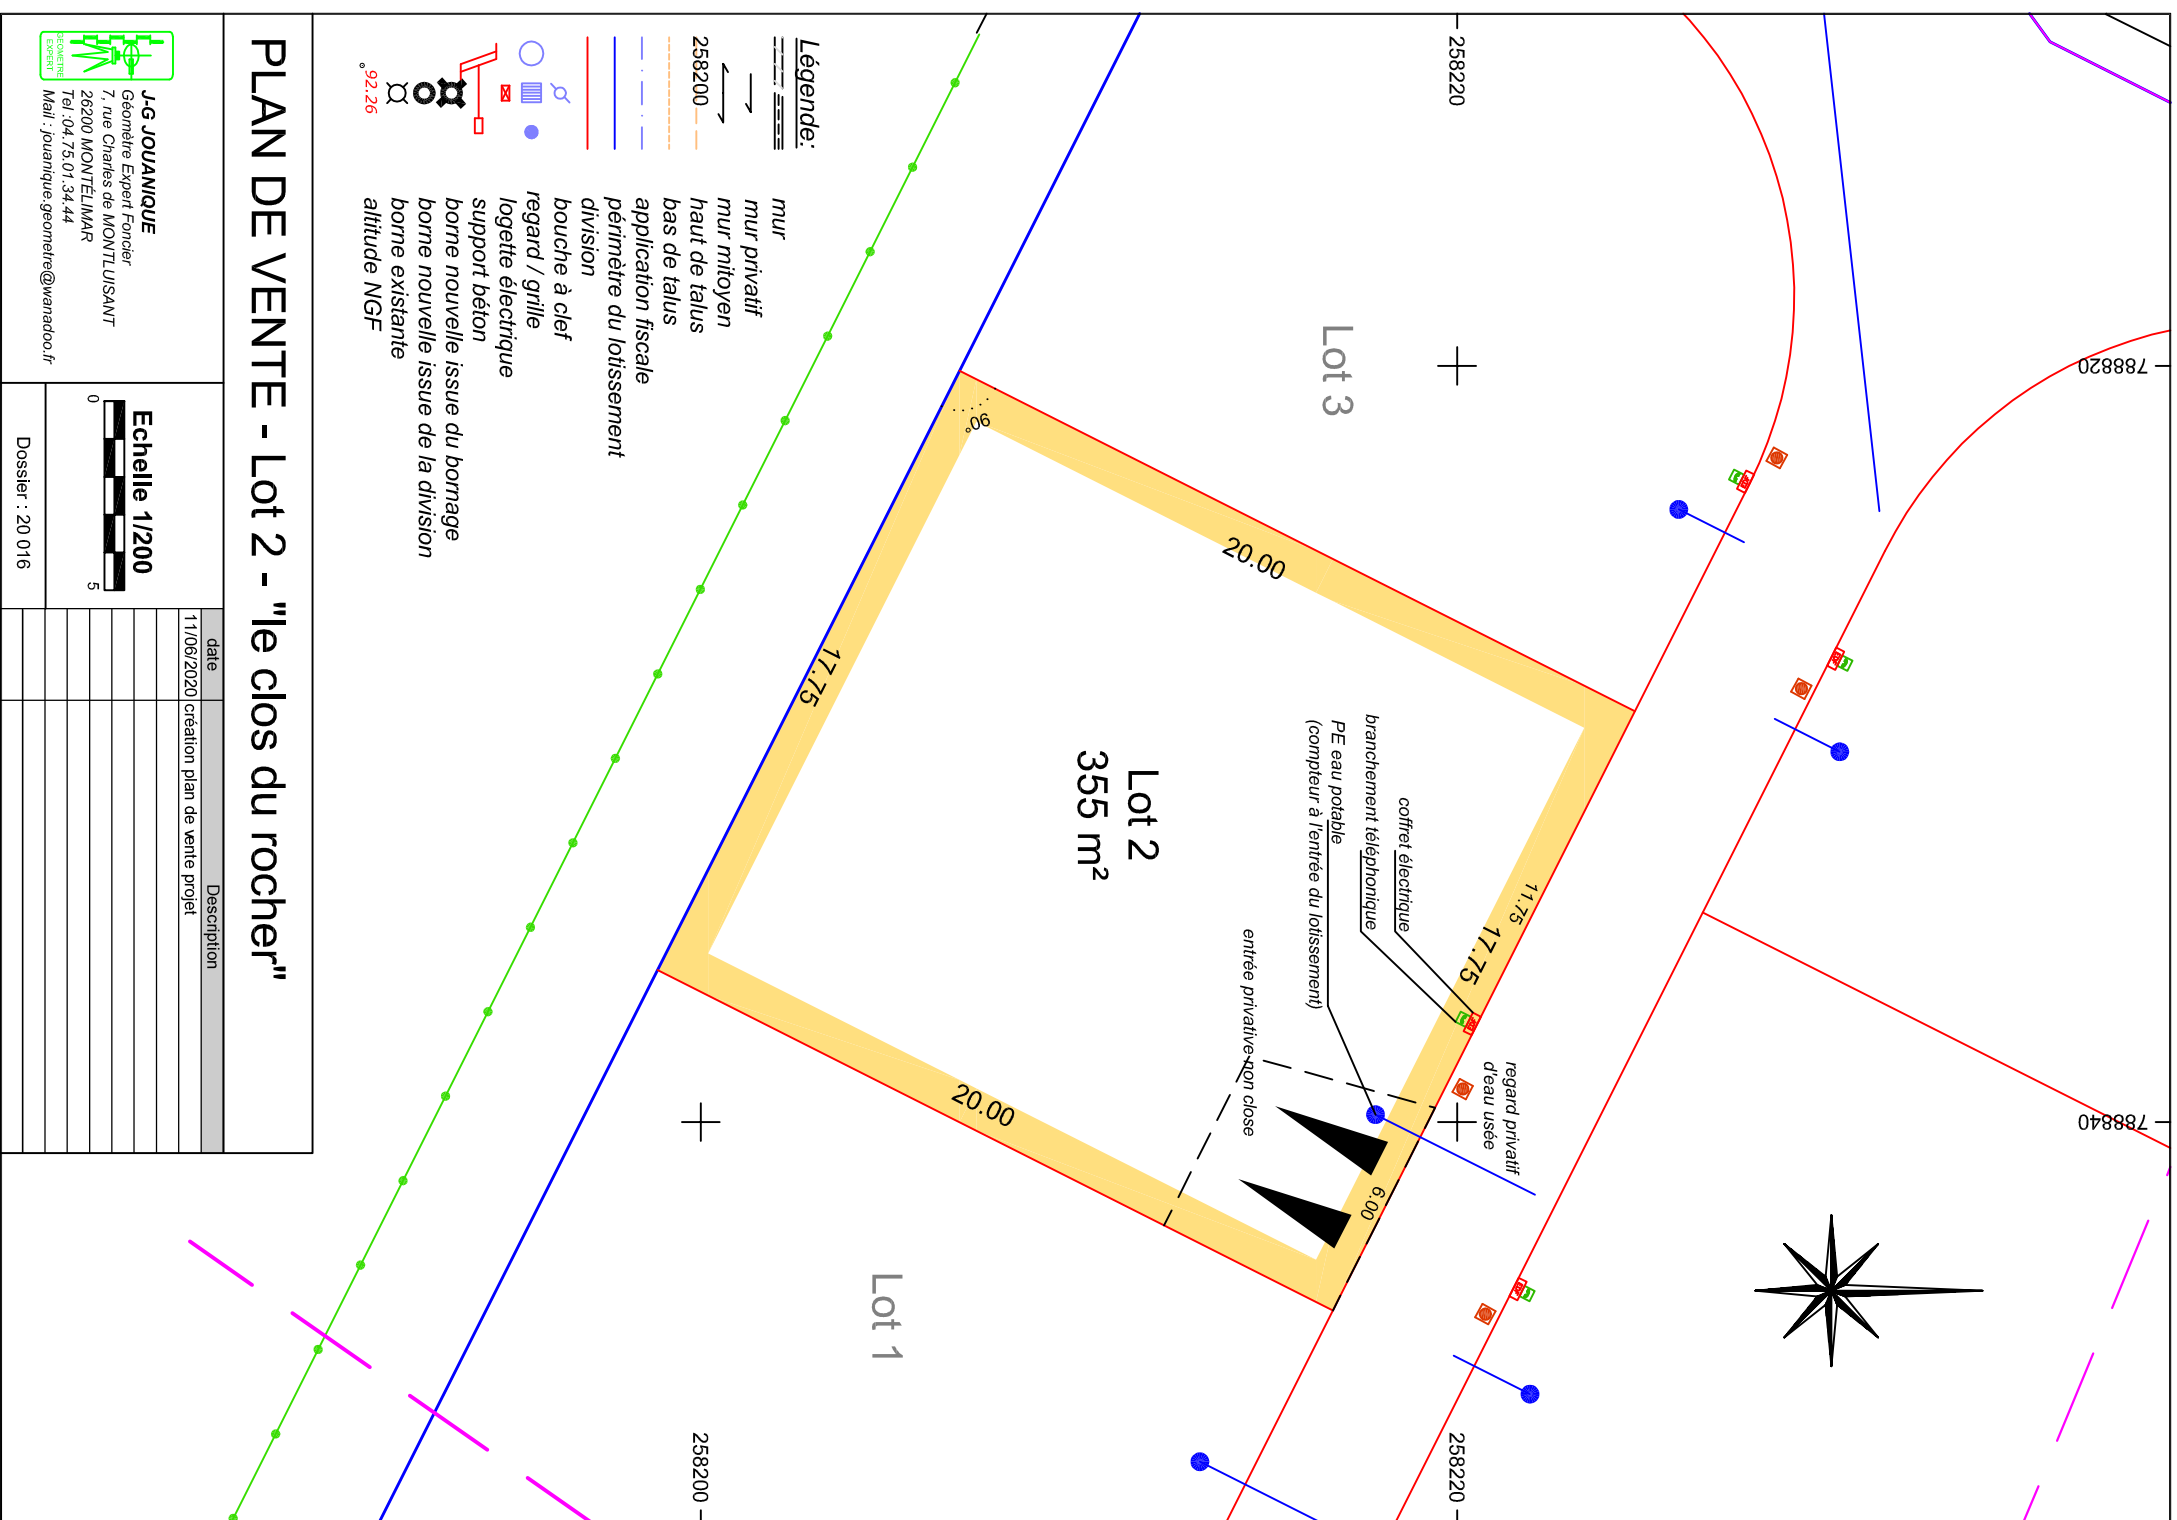 PLAN DE VENTE - Lot 2 - "le clos du rocher"
J-G JOUANIQUE
Géomètre Expert Foncier
7, rue Charles de MONTLUISANT
26200 MONTÉLIMAR
Tel :04.75.01.34.44
Mail : jouanique.geometre@wanadoo.fr
GEOMETRE
EXPERT
Echelle 1/200
0
5
Dossier : 20 016
date
Description
11/06/2020
création plan de vente projet
Légende:
mur
mur privatif
mur mitoyen
haut de talus
bas de talus
application fiscale
périmètre du lotissement
division
bouche à clef
regard / grille
logette électrique
support béton
borne nouvelle issue du bornage
borne nouvelle issue de la division
borne existante
altitude NGF
92.26
258200
258220
788820
Lot 3
90°
20.00
17.75
Lot 2
355 m²
coffret électrique
branchement téléphonique
PE eau potable
(compteur à l'entrée du lotissement)
11.75
17.75
entrée privative non close
regard privatif
d'eau usée
6.00
20.00
788840
Lot 1
258200
258220